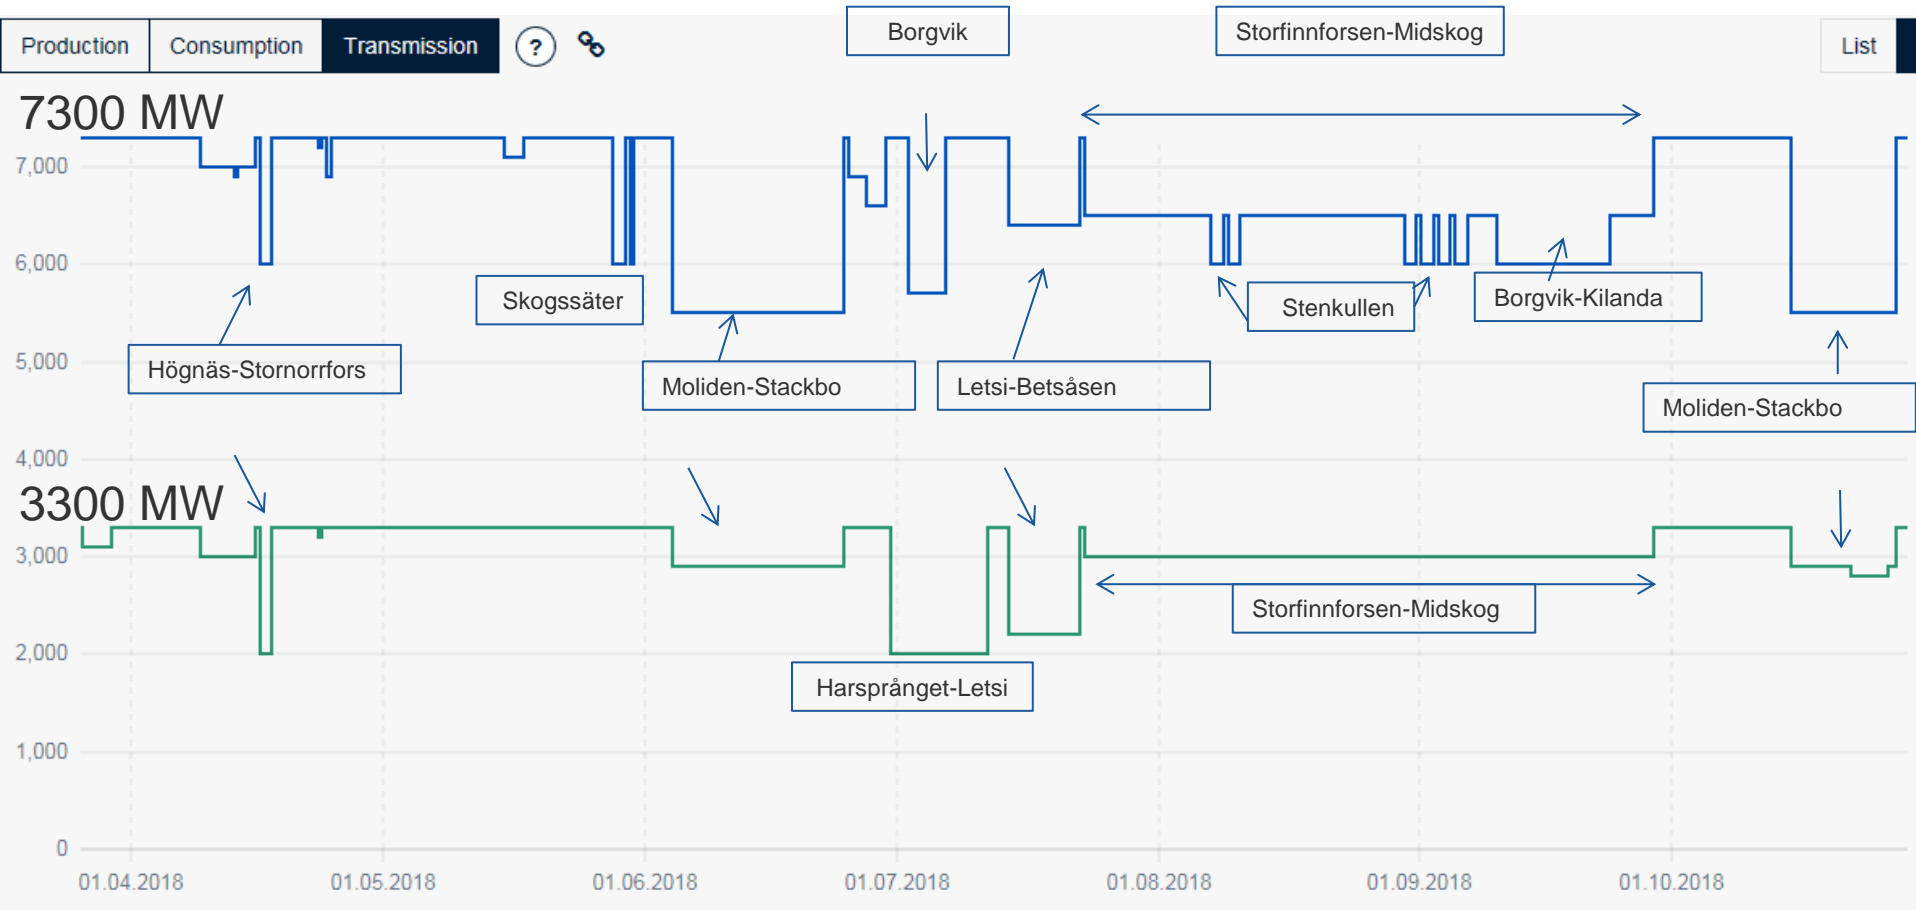 Borgvik
Storfinnforsen-Midskog
Production
Consumption
Transmission
?
List
7300 MW
7,000
6,000
Skogssäter
Stenkullen
Borgvik-Kilanda
5,000
Högnäs-Stornorrfors
Moliden-Stackbo
Letsi-Betsåsen
Moliden-Stackbo
4,000
3300 MW
3,000
Storfinnforsen-Midskog
2,000
Harsprånget-Letsi
1,000
0
01.04.2018
01.05.2018
01.06.2018
01.07.2018
01.08.2018
01.09.2018
01.10.2018